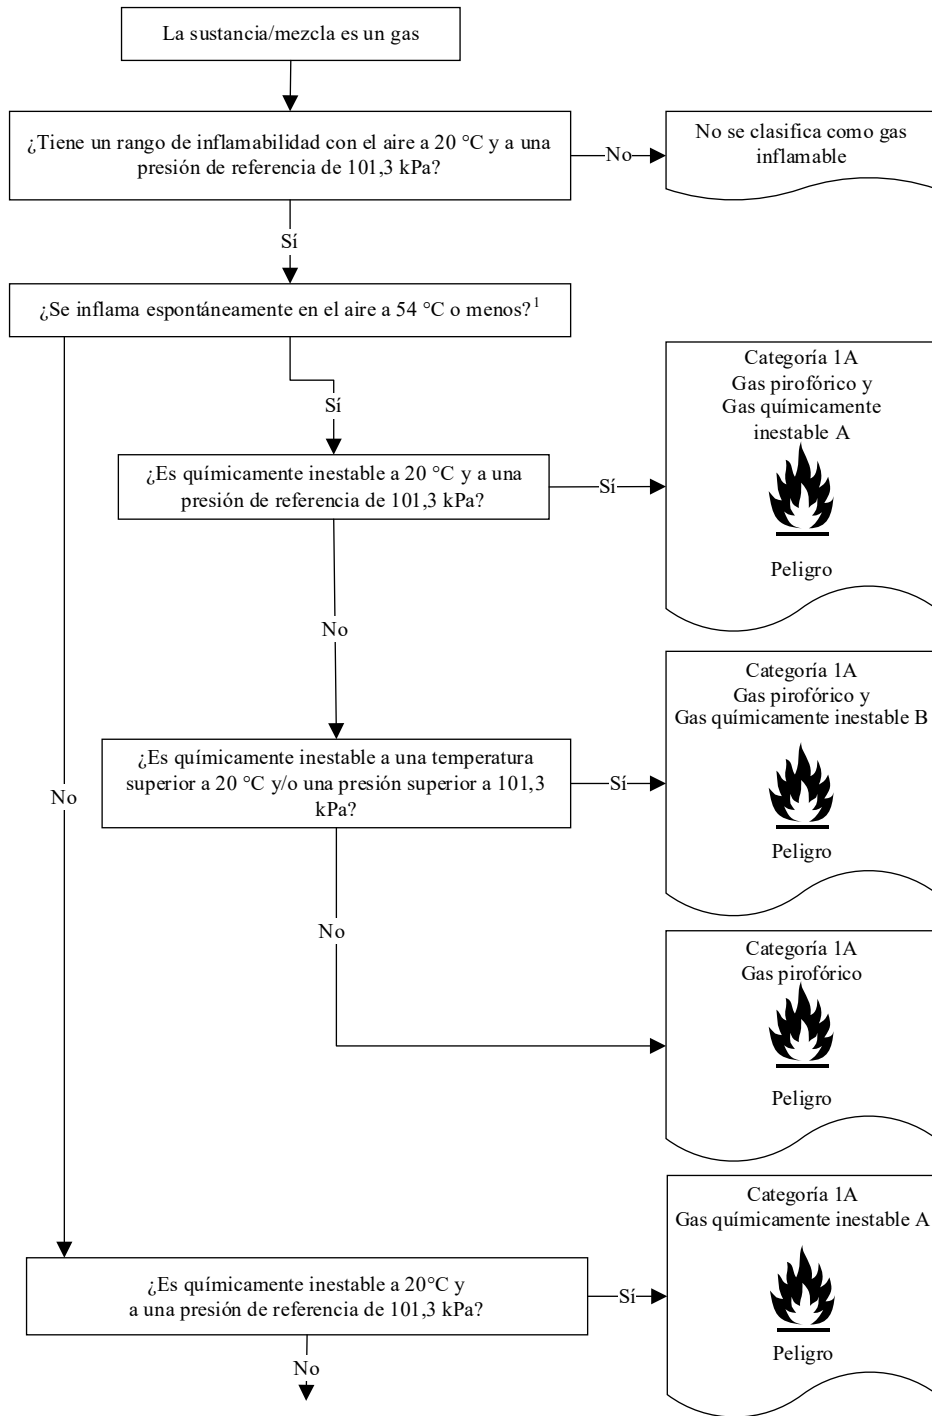 La sustancia/mezcla es un gas
¿Tiene un rango de inflamabilidad con el aire a 20 °C y a una
presión de referencia de 101,3 kPa?
No
No se clasifica como gas
inflamable
Sí
¿Se inflama espontáneamente en el aire a 54 °C o menos?¹
Sí
Categoría 1A
Gas pirofórico y
Gas químicamente
inestable A
Peligro
¿Es químicamente inestable a 20 °C y a una
presión de referencia de 101,3 kPa?
Sí
No
Categoría 1A
Gas pirofórico y
Gas químicamente inestable B
Peligro
¿Es químicamente inestable a una temperatura
superior a 20 °C y/o una presión superior a 101,3
kPa?
Sí
No
No
Categoría 1A
Gas pirofórico
Peligro
Categoría 1A
Gas químicamente inestable A
Peligro
¿Es químicamente inestable a 20°C y
a una presión de referencia de 101,3 kPa?
Sí
No